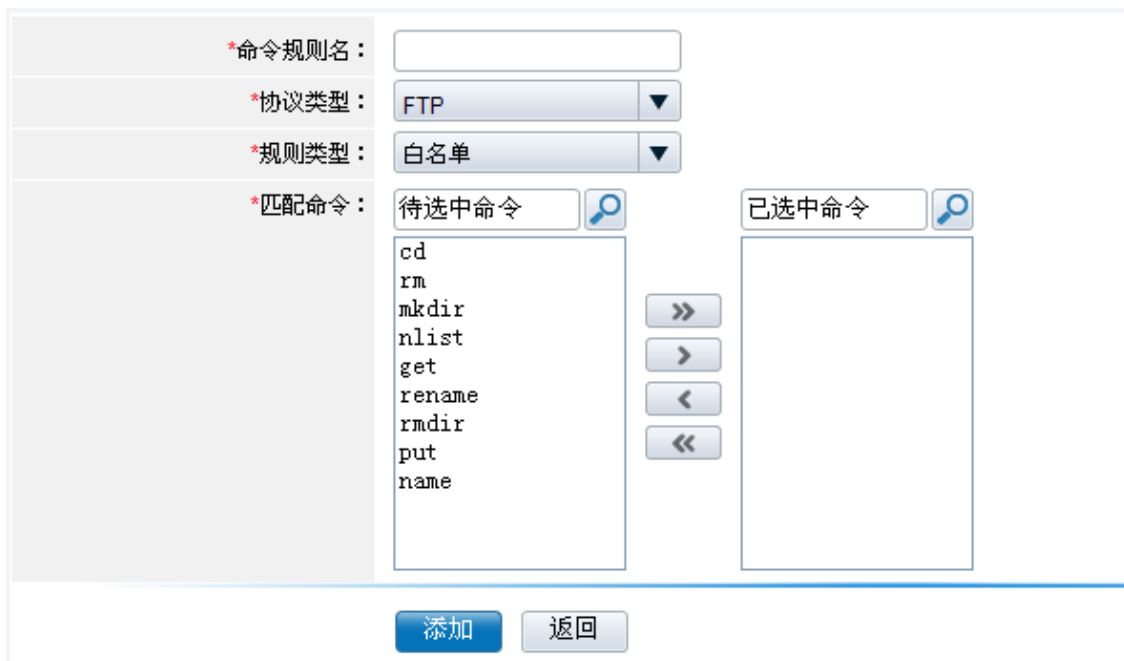 *命令规则名：
*协议类型： FTP
*规则类型： 白名单
*匹配命令： 待选中命令 已选中命令
cd
rm
mkdir
nlist
get
rename
rmdir
put
name
添加 返回